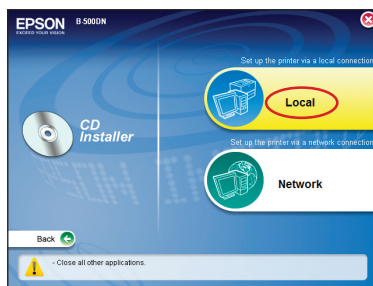 EPSON
EXCEED YOUR VISION
B-500DN
Set up the printer via a local connection
Local
CD
Installer
Set up the printer via a network connection
Network
Back
- Close all other applications.